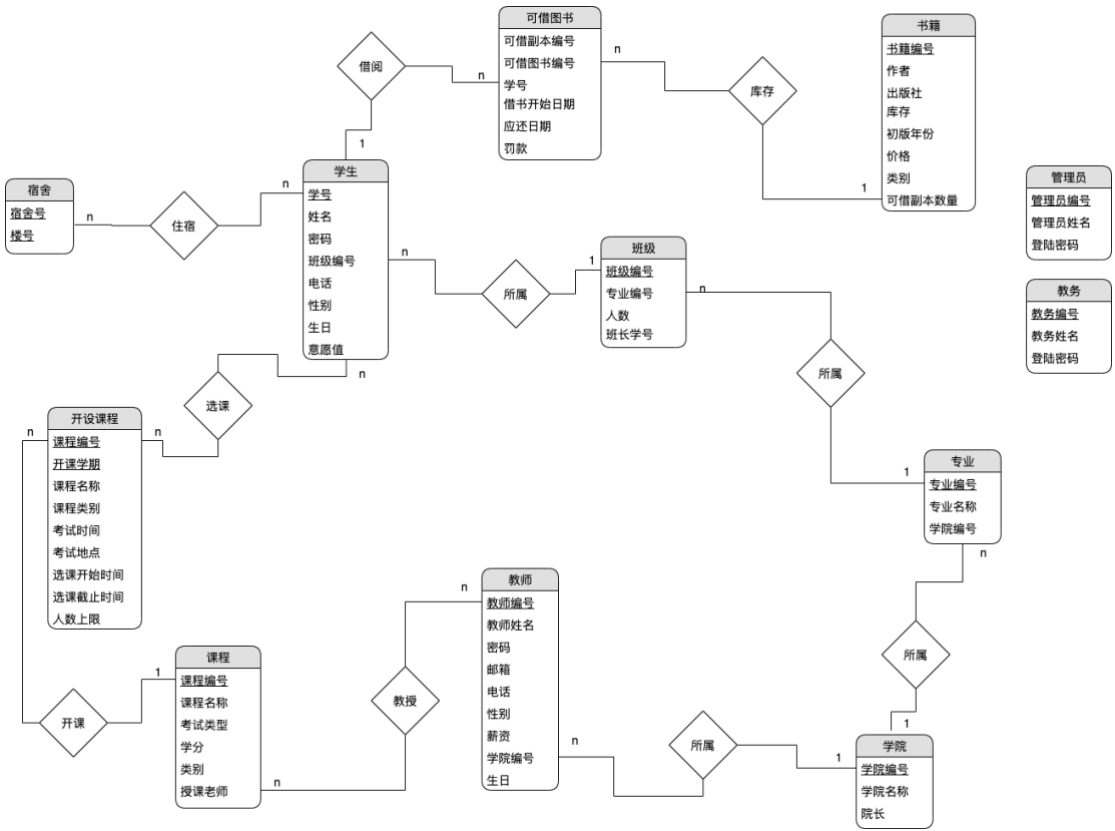 可借图书
可借副本编号
可借图书编号
学号
借书开始日期
应还日期
罚款
书籍
书籍编号
作者
出版社
库存
初版年份
价格
类别
可借副本数量
借阅
n
1
n
库存
1
宿舍
宿舍号
楼号
n
住宿
n
学生
学号
姓名
密码
班级编号
电话
性别
生日
意愿值
n
所属
1
班级
班级编号
专业编号
人数
班长学号
n
所属
1
管理员
管理员编号
管理员姓名
登陆密码
教务
教务编号
教务姓名
登陆密码
n
选课
n
开设课程
课程编号
开课学期
课程名称
课程类别
考试时间
考试地点
选课开始时间
选课截止时间
人数上限
n
开课
1
课程
课程编号
课程名称
考试类型
学分
类别
授课老师
n
教授
n
教师
教师编号
教师姓名
密码
邮箱
电话
性别
薪资
学院编号
生日
n
所属
1
专业
专业编号
专业名称
学院编号
n
所属
1
学院
学院编号
学院名称
院长